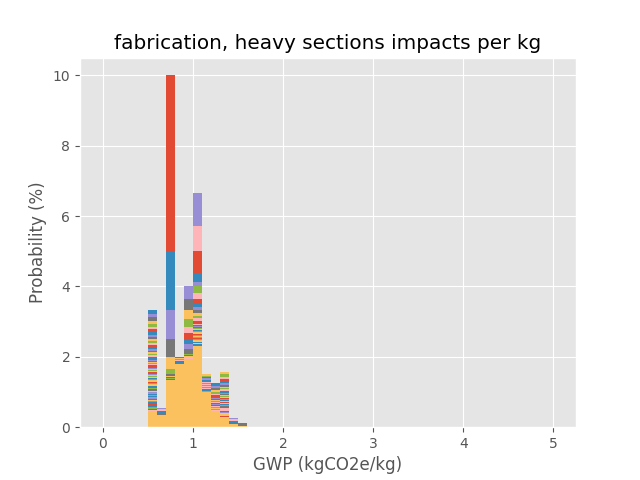 fabrication, heavy sections impacts per kg
10
8
6
4
2
0
Probability (%)
0 1 2 3 4 5
GWP (kgCO2e/kg)